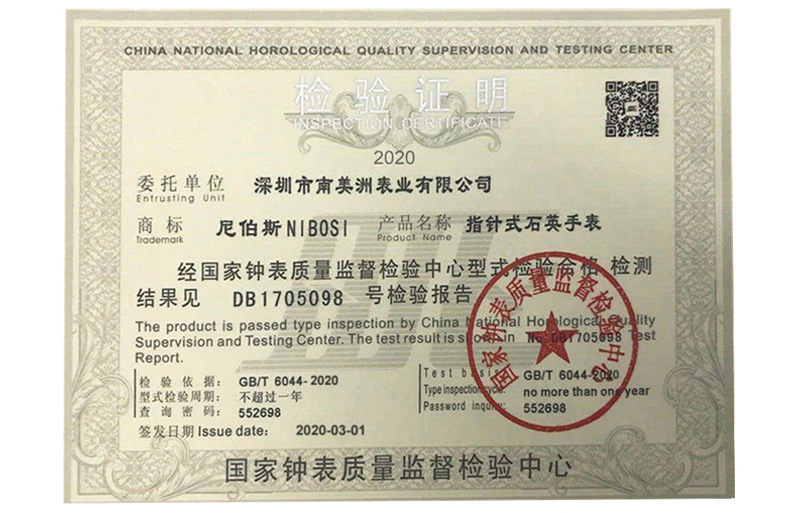 CHINA NATIONAL HOROLOGICAL QUALITY SUPERVISION AND TESTING CENTER
检验证明
INSPECTION CERTIFICATE
2020
委托单位 深圳市南美洲表业有限公司
Entrusting Unit
商标 尼伯斯NIBOSI 产品名称 指针式石英手表
Trademark Product Name
经国家钟表质量监督检验中心型式检验合格 检测
结果见 DB1705098 号检验报告
The product is passed type inspection by China National Horological Quality
Supervision and Testing Center. The test result is shown in No. DB1705098 Test
Report.
检验依据: GB/T 6044-2020
型式检验周期: 不超过一年
查询密码: 552698
Test basis: GB/T 6044-2020
Type inspection cycle: no more than one year
Password inquiry: 552698
签发日期 Issue date: 2020-03-01
国家钟表质量监督检验中心
国家钟表质量监督检验中心